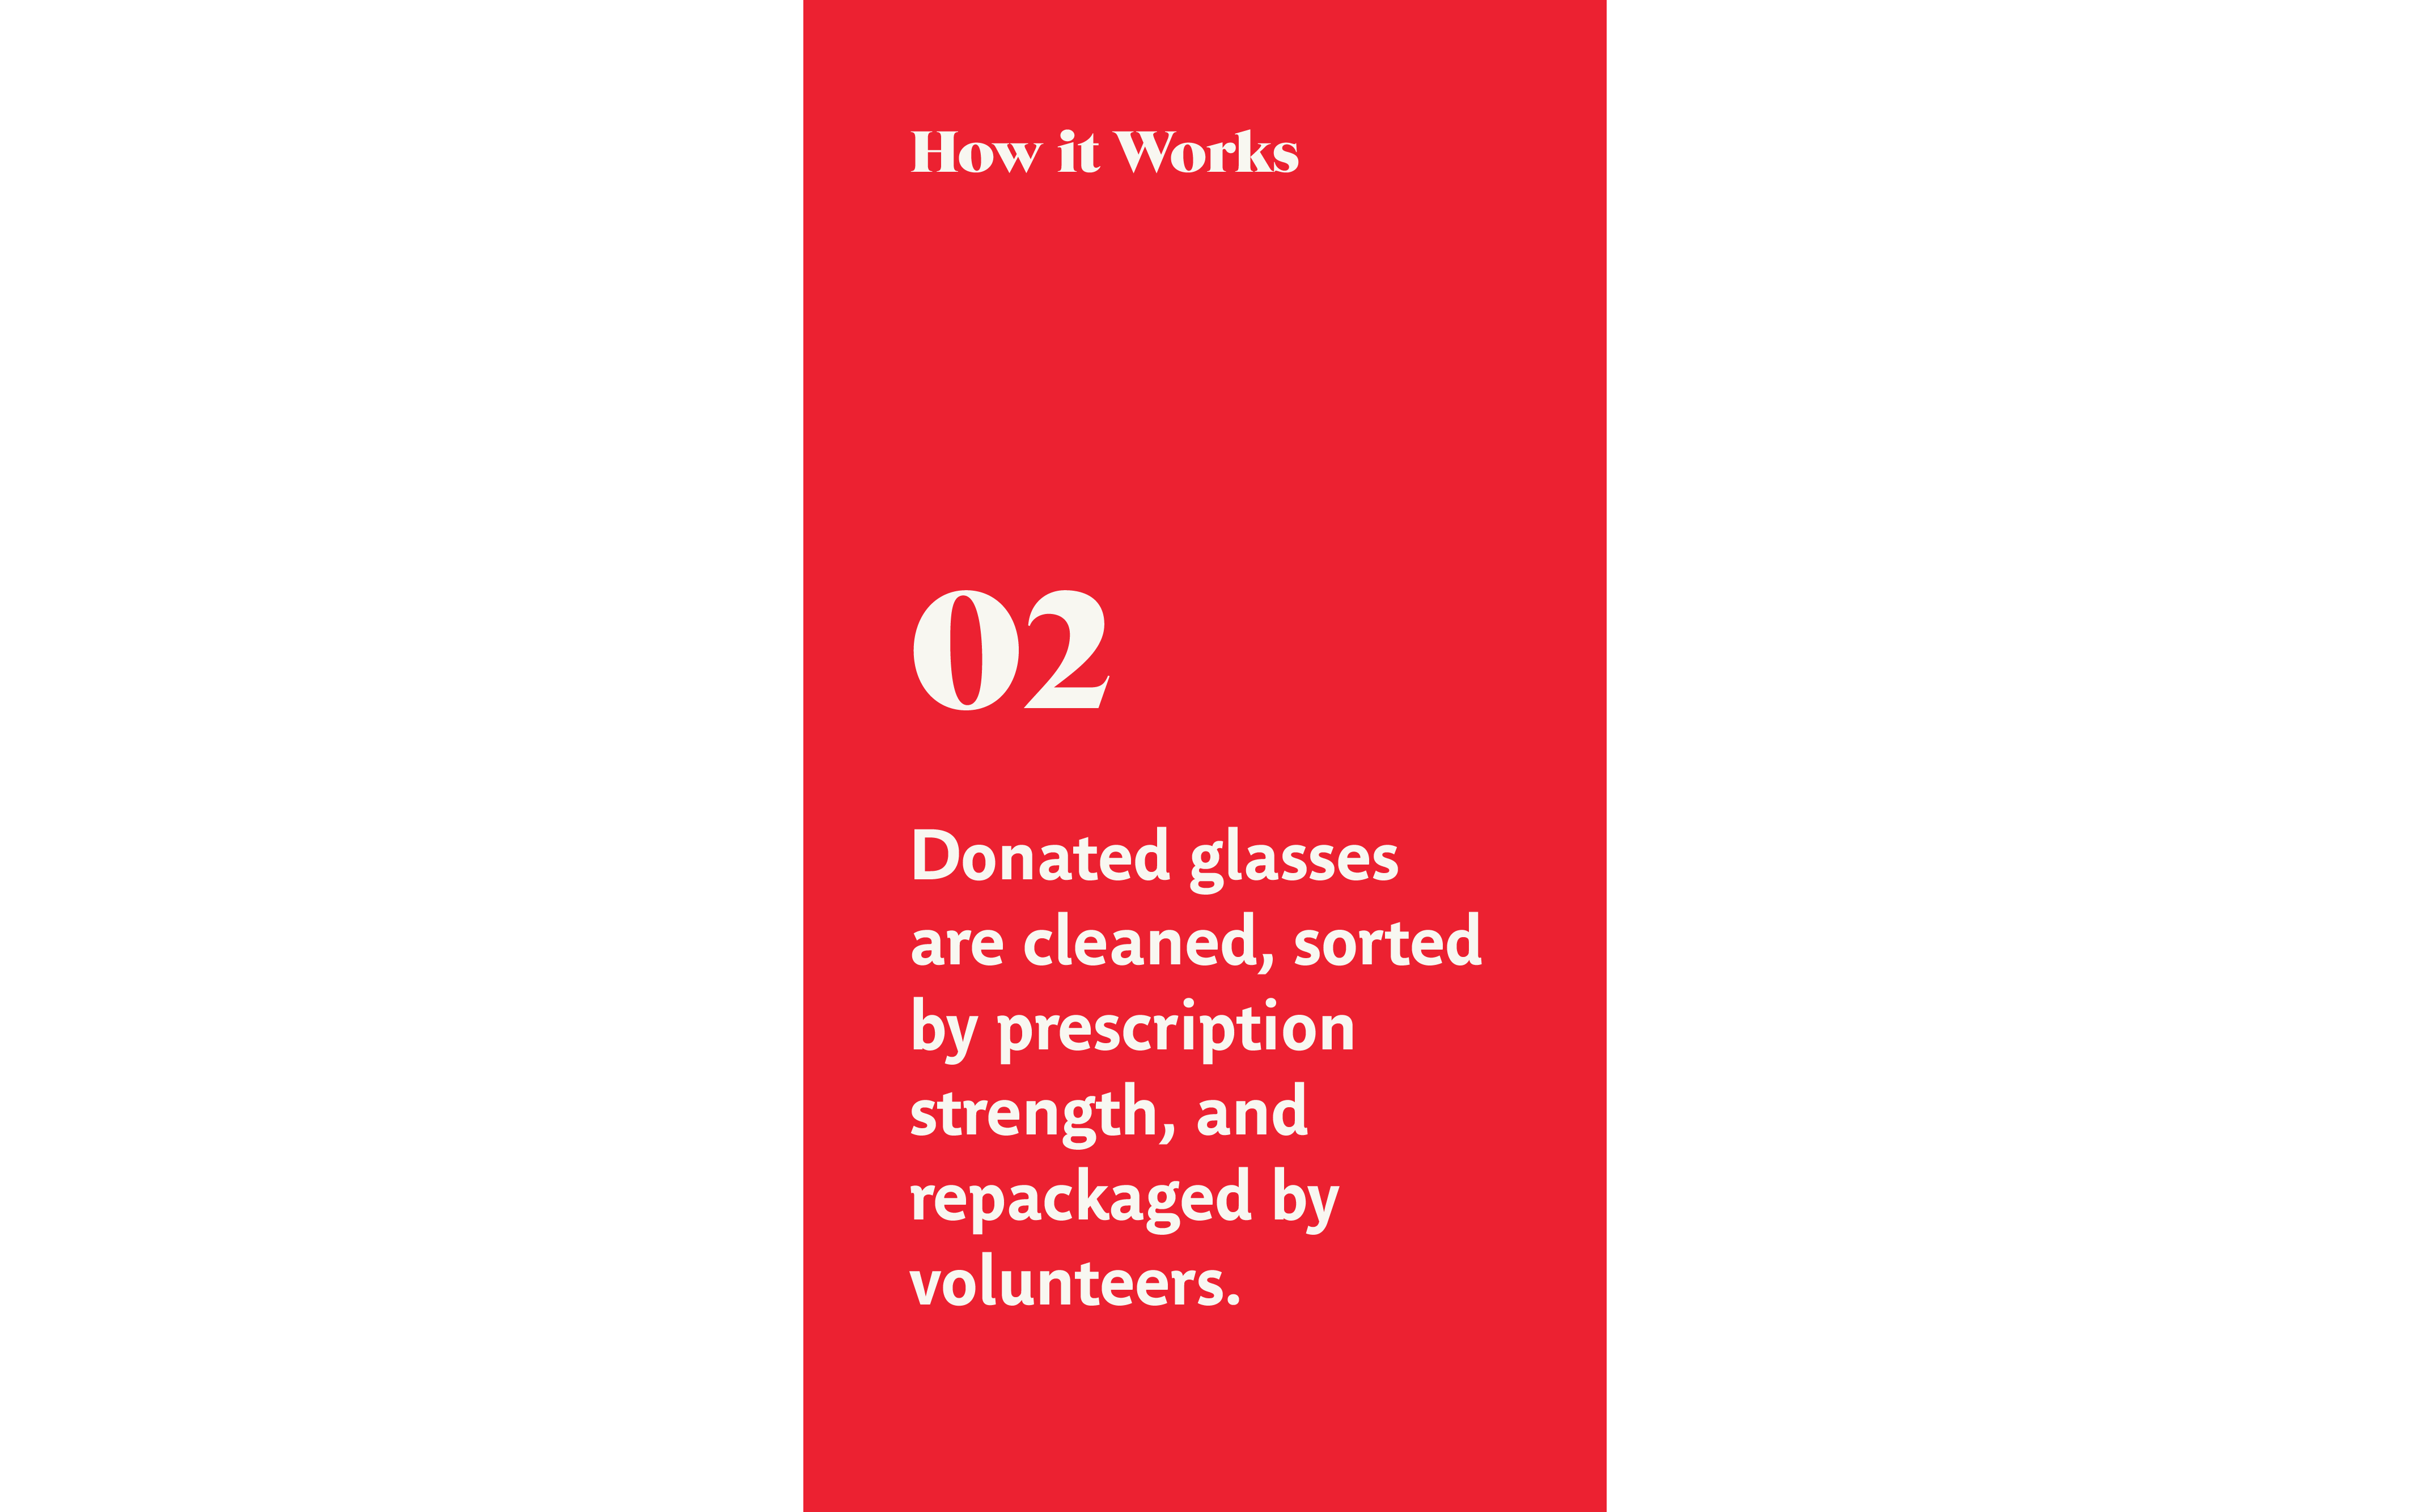 How it Works
02
Donated glasses
are cleaned, sorted
by prescription
strength, and
repackaged by
volunteers.